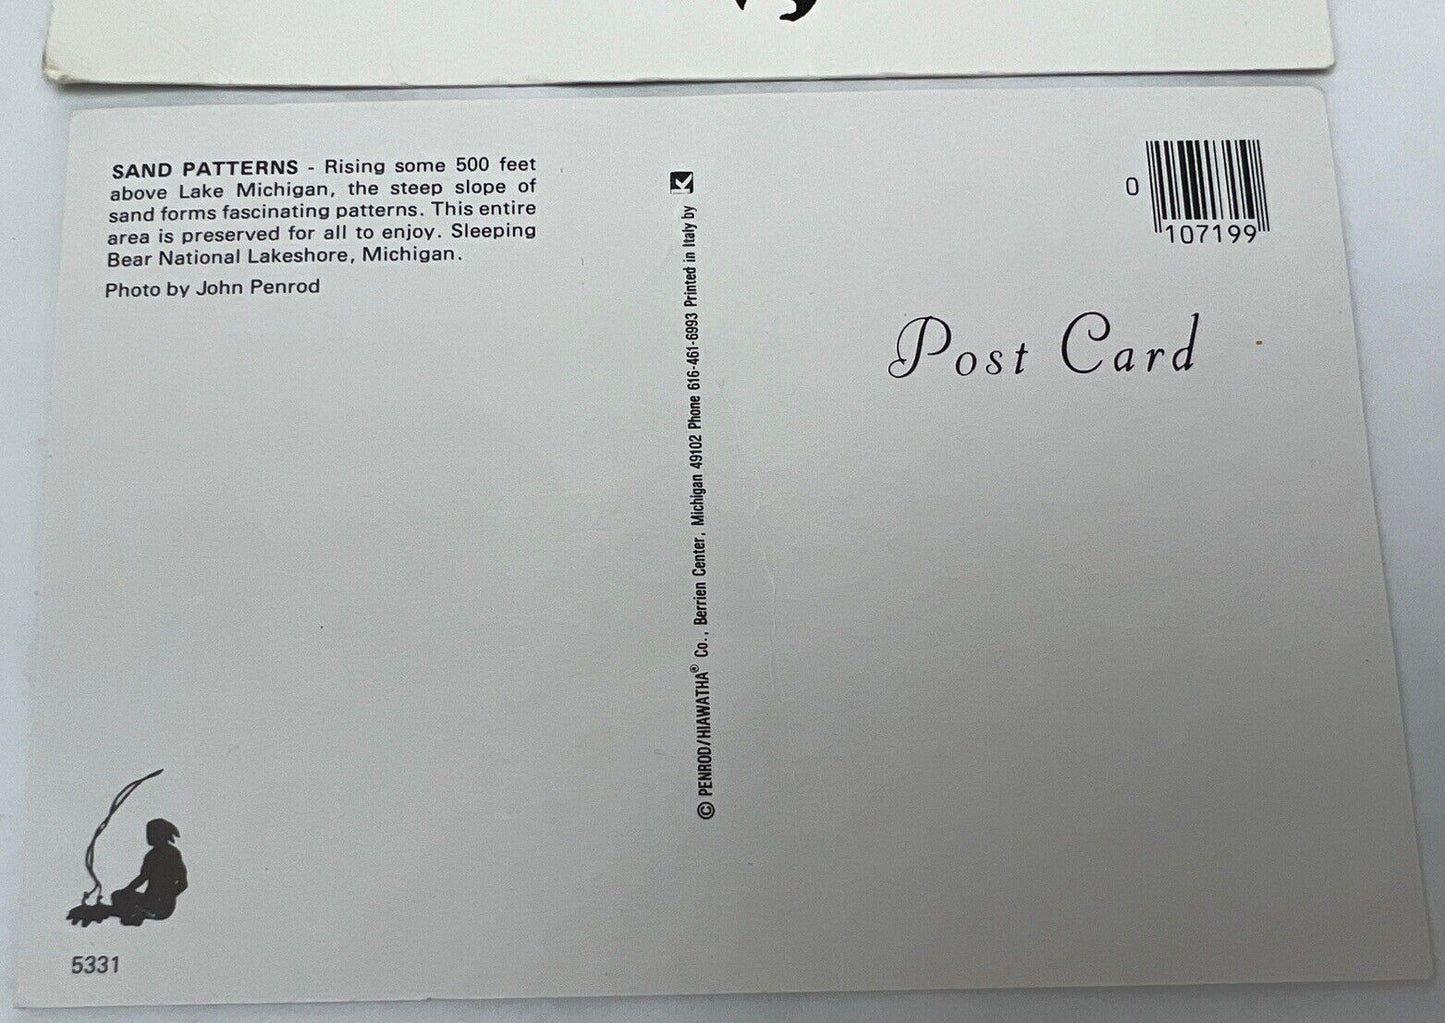 SAND PATTERNS - Rising some 500 feet
above Lake Michigan, the steep slope of
sand forms fascinating patterns. This entire
area is preserved for all to enjoy. Sleeping
Bear National Lakeshore, Michigan.
Photo by John Penrod
© PENROD/HIAWATHA® Co., Berrien Center, Michigan 49102 Phone 616-461-6993 Printed in Italy by K
0
107199
Post Card
5331